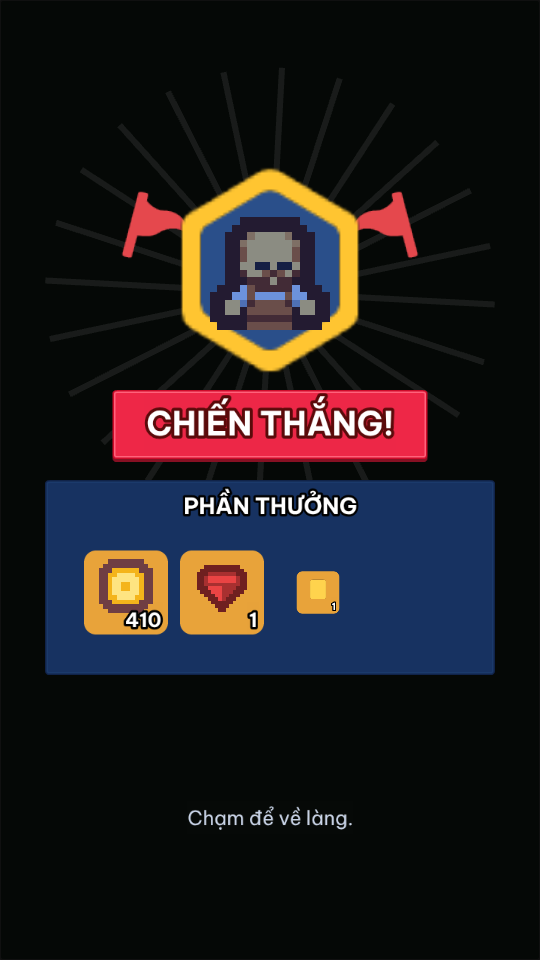 CHIẾN THẮNG!
PHẦN THƯỞNG
410
1
1
Chạm để về làng.